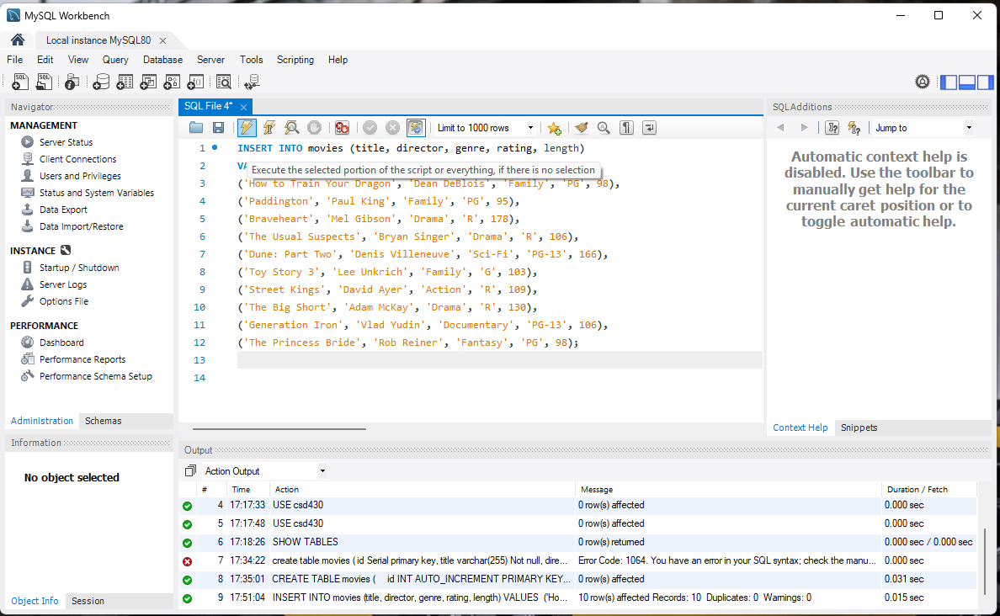 MySQL Workbench
Local instance MySQL80
File Edit View Query Database Server Tools Scripting Help
Navigator
MANAGEMENT
Server Status
Client Connections
Users and Privileges
Status and System Variables
Data Export
Data Import/Restore
INSTANCE
Startup / Shutdown
Server Logs
Options File
PERFORMANCE
Dashboard
Performance Reports
Performance Schema Setup
Administration Schemas
Information
No object selected
Object Info Session
SQL File 4*
Limit to 1000 rows
1 INSERT INTO movies (title, director, genre, rating, length)
2 VA
Execute the selected portion of the script or everything, if there is no selection
3 ('How to Train Your Dragon', 'Dean DeBlois', 'Family', 'PG', 98),
4 ('Paddington', 'Paul King', 'Family', 'PG', 95),
5 ('Braveheart', 'Mel Gibson', 'Drama', 'R', 178),
6 ('The Usual Suspects', 'Bryan Singer', 'Drama', 'R', 106),
7 ('Dune: Part Two', 'Denis Villeneuve', 'Sci-Fi', 'PG-13', 166),
8 ('Toy Story 3', 'Lee Unkrich', 'Family', 'G', 103),
9 ('Street Kings', 'David Ayer', 'Action', 'R', 109),
10 ('The Big Short', 'Adam McKay', 'Drama', 'R', 130),
11 ('Generation Iron', 'Vlad Yudin', 'Documentary', 'PG-13', 106),
12 ('The Princess Bride', 'Rob Reiner', 'Fantasy', 'PG', 98);
13
14
SQLAdditions
Jump to
Automatic context help is
disabled. Use the toolbar to
manually get help for the
current caret position or to
toggle automatic help.
Context Help Snippets
Output
Action Output
# Time Action Message Duration / Fetch
4 17:17:33 USE csd430 0 row(s) affected 0.000 sec
5 17:17:48 USE csd430 0 row(s) affected 0.000 sec
6 17:18:26 SHOW TABLES 0 row(s) returned 0.000 sec / 0.000 sec
7 17:34:22 create table movies ( id Serial primary key, title varchar(255) Not null, dire... Error Code: 1064. You have an error in your SQL syntax; check the manu... 0.000 sec
8 17:35:01 CREATE TABLE movies ( id INT AUTO_INCREMENT PRIMARY KEY... 0 row(s) affected 0.031 sec
9 17:51:04 INSERT INTO movies (title, director, genre, rating, length) VALUES ('Ho... 10 row(s) affected Records: 10 Duplicates: 0 Warnings: 0 0.015 sec